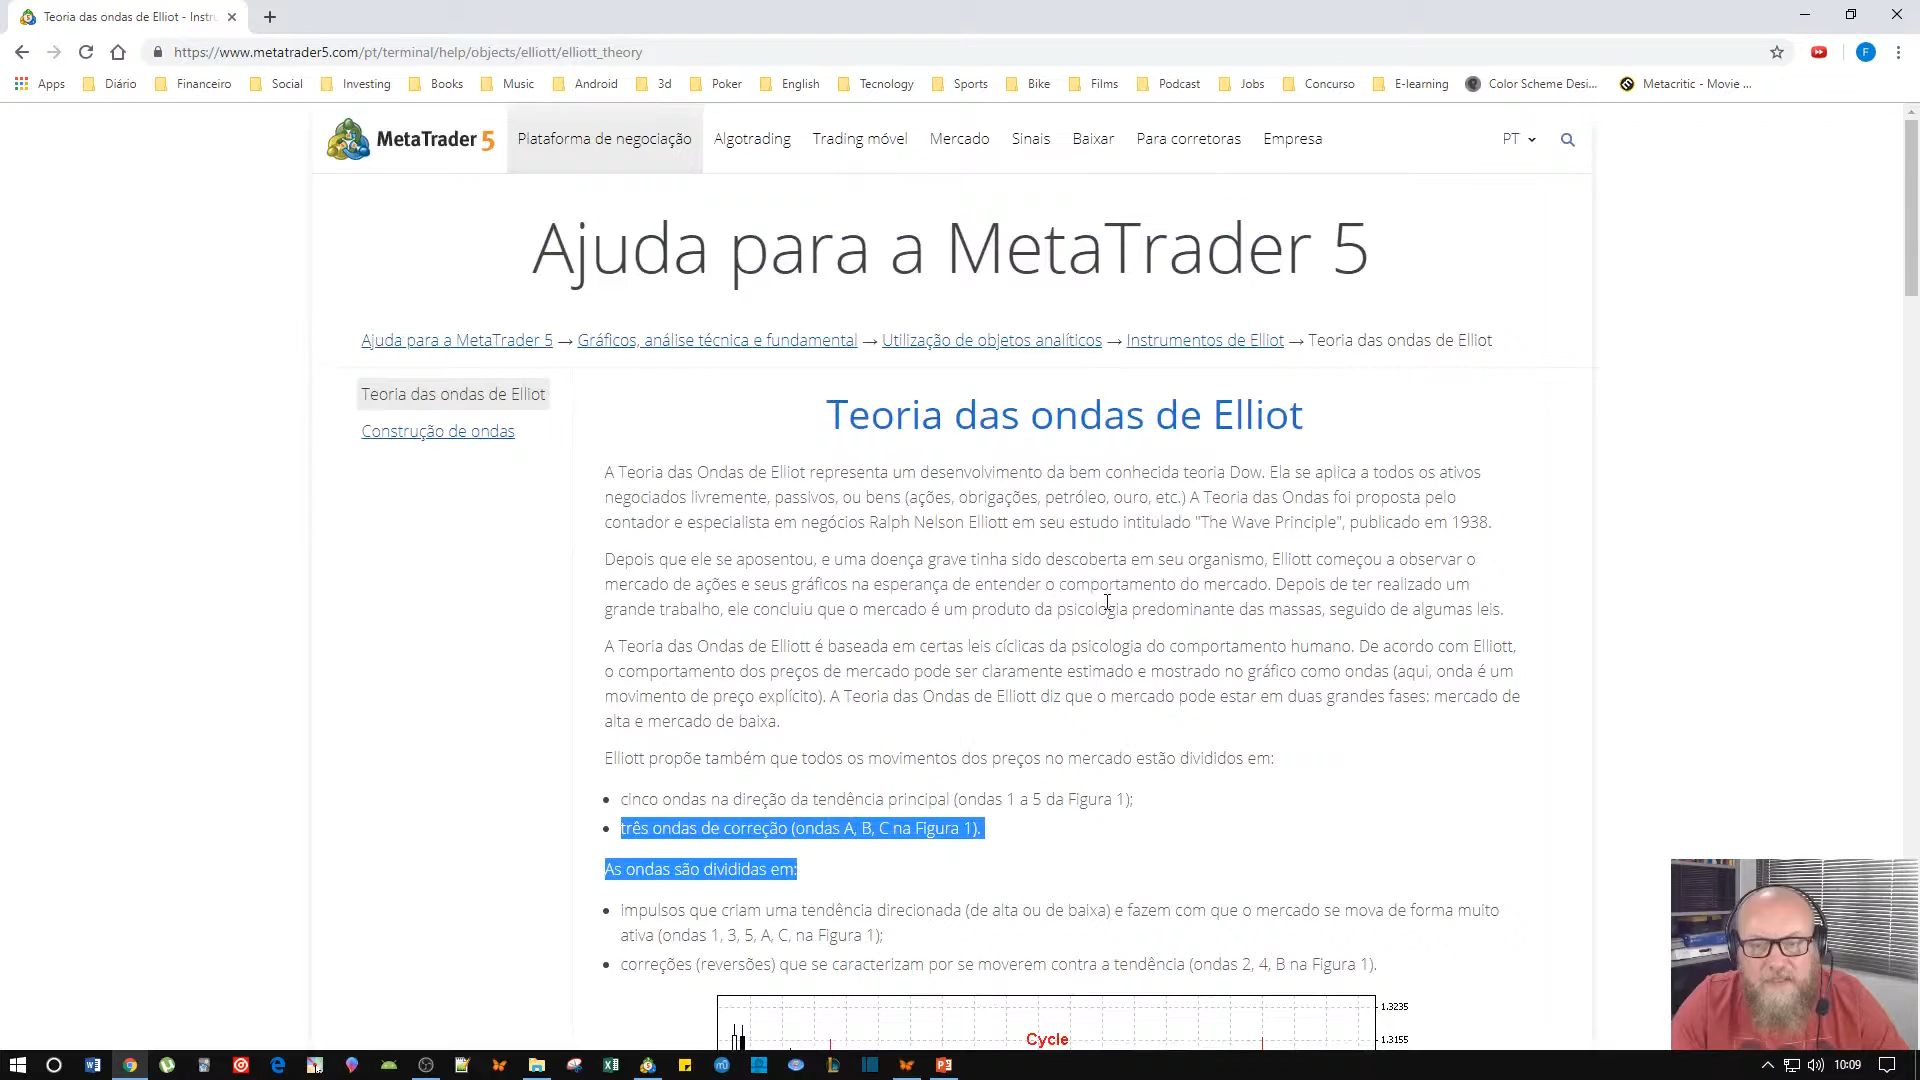 Teoria das ondas de Elliot - Instr
https://www.metatrader5.com/pt/terminal/help/objects/elliott/elliott_theory
F
Apps Diário Financeiro Social Investing Books Music Android 3d Poker English Tecnology Sports Bike Films Podcast Jobs Concurso E-learning Color Scheme Desi... Metacritic - Movie ...
MetaTrader 5 Plataforma de negociação Algotrading Trading móvel Mercado Sinais Baixar Para corretoras Empresa PT
Ajuda para a MetaTrader 5
Ajuda para a MetaTrader 5 → Gráficos, análise técnica e fundamental → Utilização de objetos analíticos → Instrumentos de Elliot → Teoria das ondas de Elliot
Teoria das ondas de Elliot
Construção de ondas
Teoria das ondas de Elliot
A Teoria das Ondas de Elliot representa um desenvolvimento da bem conhecida teoria Dow. Ela se aplica a todos os ativos
negociados livremente, passivos, ou bens (ações, obrigações, petróleo, ouro, etc.) A Teoria das Ondas foi proposta pelo
contador e especialista em negócios Ralph Nelson Elliott em seu estudo intitulado "The Wave Principle", publicado em 1938.
Depois que ele se aposentou, e uma doença grave tinha sido descoberta em seu organismo, Elliott começou a observar o
mercado de ações e seus gráficos na esperança de entender o comportamento do mercado. Depois de ter realizado um
grande trabalho, ele concluiu que o mercado é um produto da psicologia predominante das massas, seguido de algumas leis.
A Teoria das Ondas de Elliott é baseada em certas leis cíclicas da psicologia do comportamento humano. De acordo com Elliott,
o comportamento dos preços de mercado pode ser claramente estimado e mostrado no gráfico como ondas (aqui, onda é um
movimento de preço explícito). A Teoria das Ondas de Elliott diz que o mercado pode estar em duas grandes fases: mercado de
alta e mercado de baixa.
Elliott propõe também que todos os movimentos dos preços no mercado estão divididos em:
• cinco ondas na direção da tendência principal (ondas 1 a 5 da Figura 1);
• três ondas de correção (ondas A, B, C na Figura 1).
As ondas são divididas em:
• impulsos que criam uma tendência direcionada (de alta ou de baixa) e fazem com que o mercado se mova de forma muito
ativa (ondas 1, 3, 5, A, C, na Figura 1);
• correções (reversões) que se caracterizam por se moverem contra a tendência (ondas 2, 4, B na Figura 1).
1.3235
Cycle
1.3155
10:09